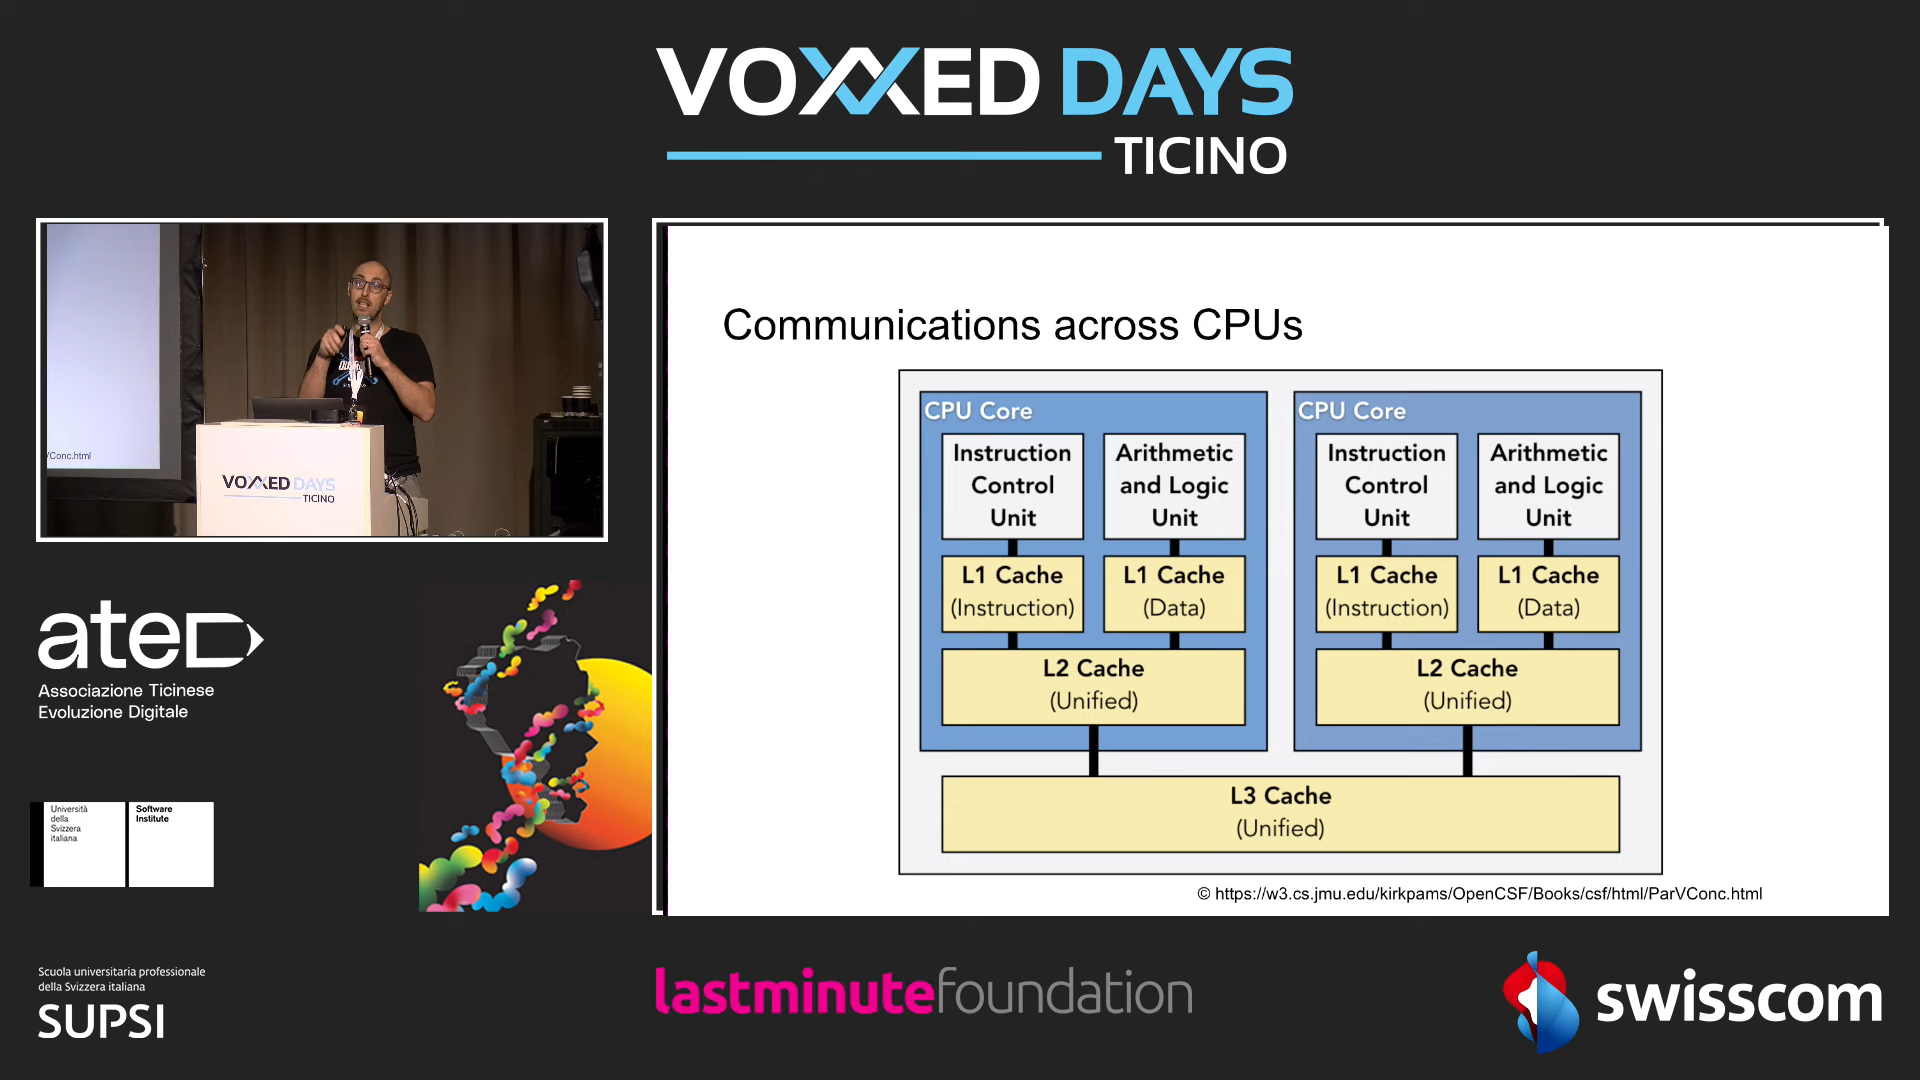 VOXXED DAYS
TICINO
Conc.html
VOXXED DAYS
TICINO
Communications across CPUs
CPU Core
Instruction
Control
Unit
Arithmetic
and Logic
Unit
L1 Cache
(Instruction)
L1 Cache
(Data)
L2 Cache
(Unified)
CPU Core
Instruction
Control
Unit
Arithmetic
and Logic
Unit
L1 Cache
(Instruction)
L1 Cache
(Data)
L2 Cache
(Unified)
L3 Cache
(Unified)
© https://w3.cs.jmu.edu/kirkpams/OpenCSF/Books/csf/html/ParVConc.html
ated
Associazione Ticinese
Evoluzione Digitale
Università
della
Svizzera
italiana
Software
Institute
Scuola universitaria professionale
della Svizzera italiana
SUPSI
lastminutefoundation
swisscom